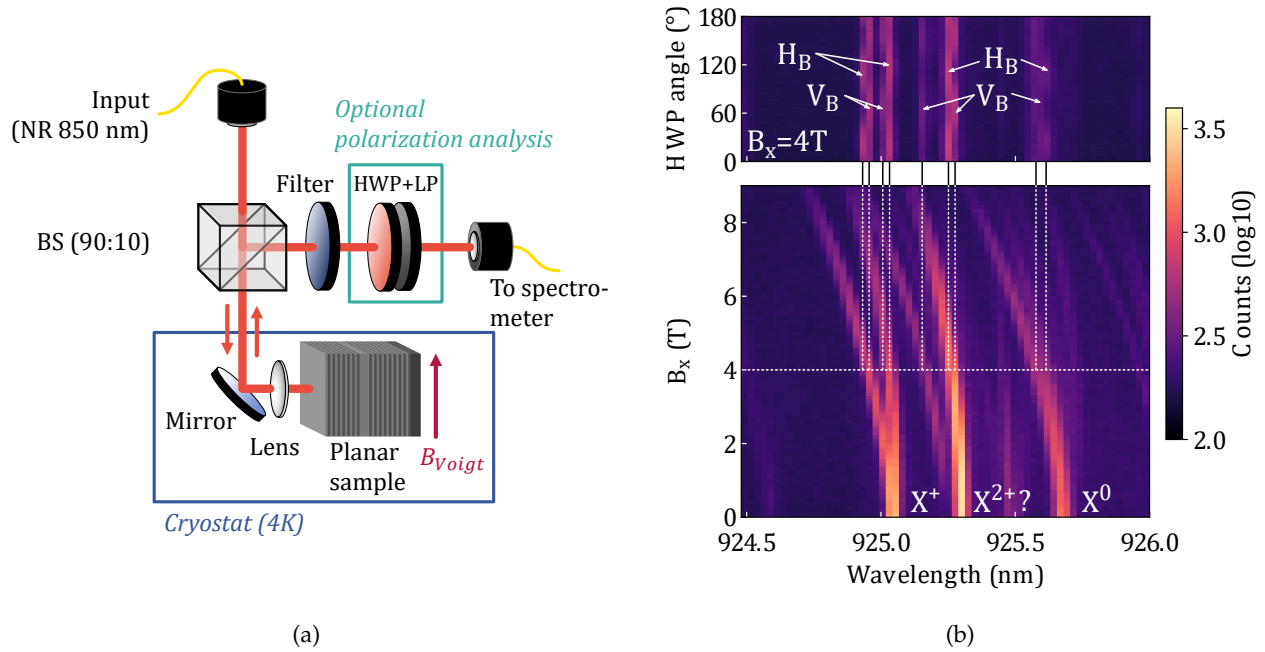 Input
(NR 850 nm)
Optional
polarization analysis
Filter
HWP+LP
BS (90:10)
To spectro-
meter
Mirror
Lens
Planar
sample
B_Voigt
Cryostat (4K)
(a)
(b)
HWP angle (°)
180
120
60
0
H_B
V_B
H_B
V_B
B_x=4T
B_x (T)
8
6
4
2
0
X⁺
X²⁺?
X⁰
924.5
925.0
925.5
926.0
Wavelength (nm)
3.5
3.0
2.5
2.0
Counts (log10)